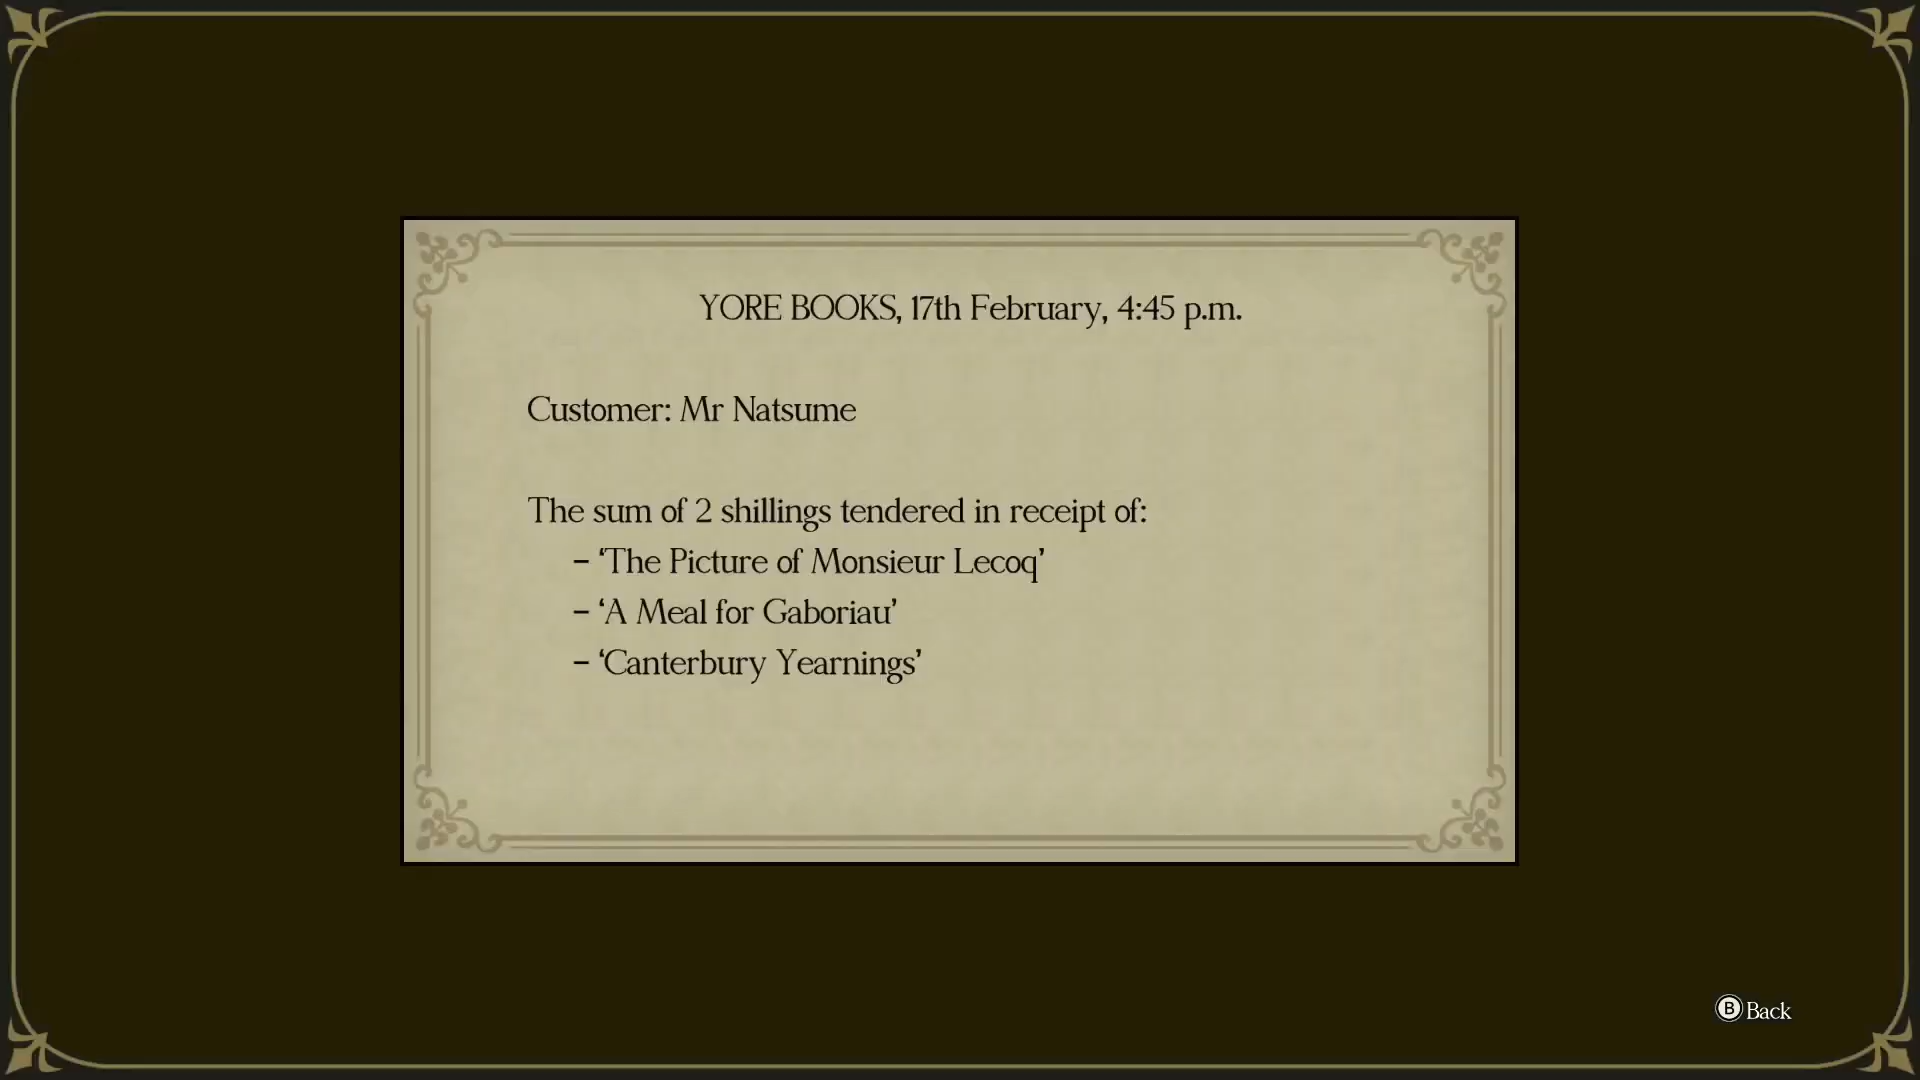 YORE BOOKS, 17th February, 4:45 p.m.
Customer: Mr Natsume
The sum of 2 shillings tendered in receipt of:
– ‘The Picture of Monsieur Lecoq’
– ‘A Meal for Gaboriau’
– ‘Canterbury Yearnings’
B Back